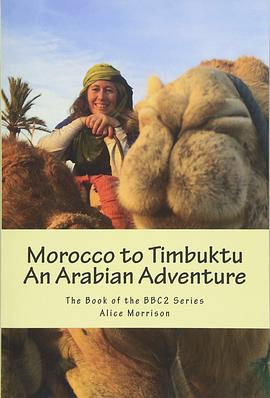 Morocco to Timbuktu
An Arabian Adventure
The Book of the BBC2 Series
Alice Morrison